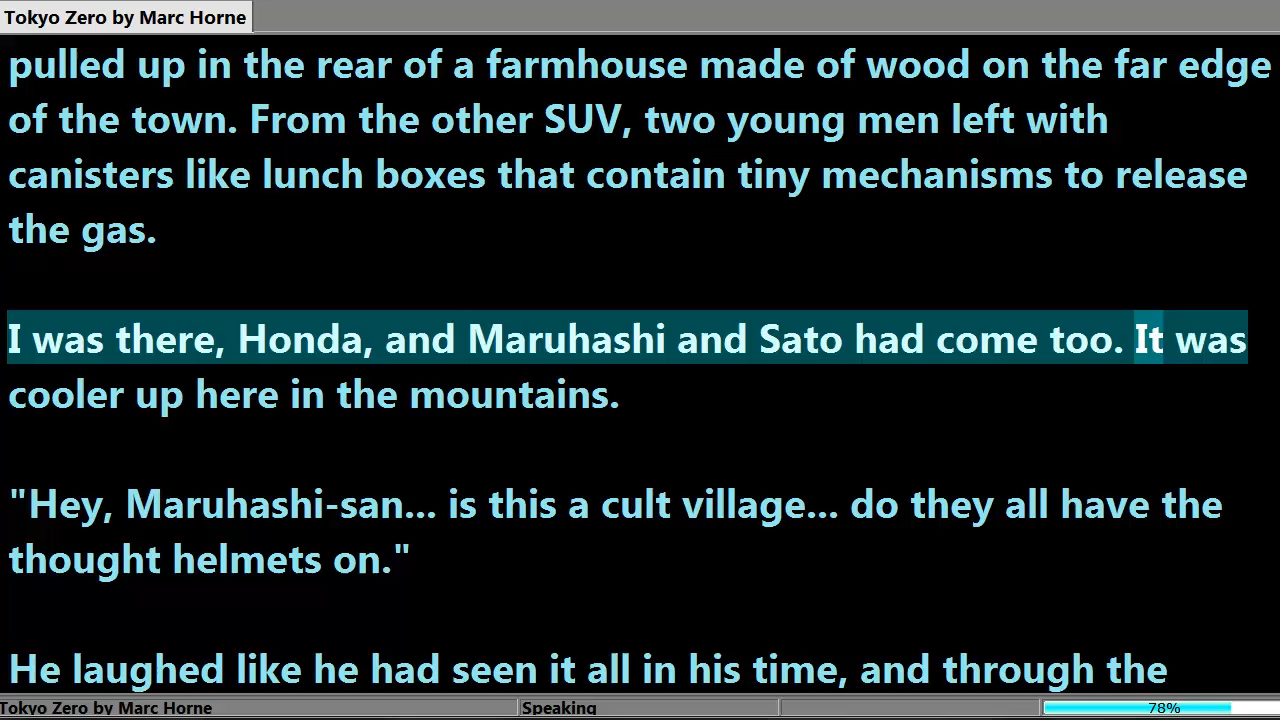 Tokyo Zero by Marc Horne
pulled up in the rear of a farmhouse made of wood on the far edge
of the town. From the other SUV, two young men left with
canisters like lunch boxes that contain tiny mechanisms to release
the gas.
I was there, Honda, and Maruhashi and Sato had come too. It was
cooler up here in the mountains.
"Hey, Maruhashi-san... is this a cult village... do they all have the
thought helmets on."
He laughed like he had seen it all in his time, and through the
Tokyo Zero by Marc Horne
Speaking
78%